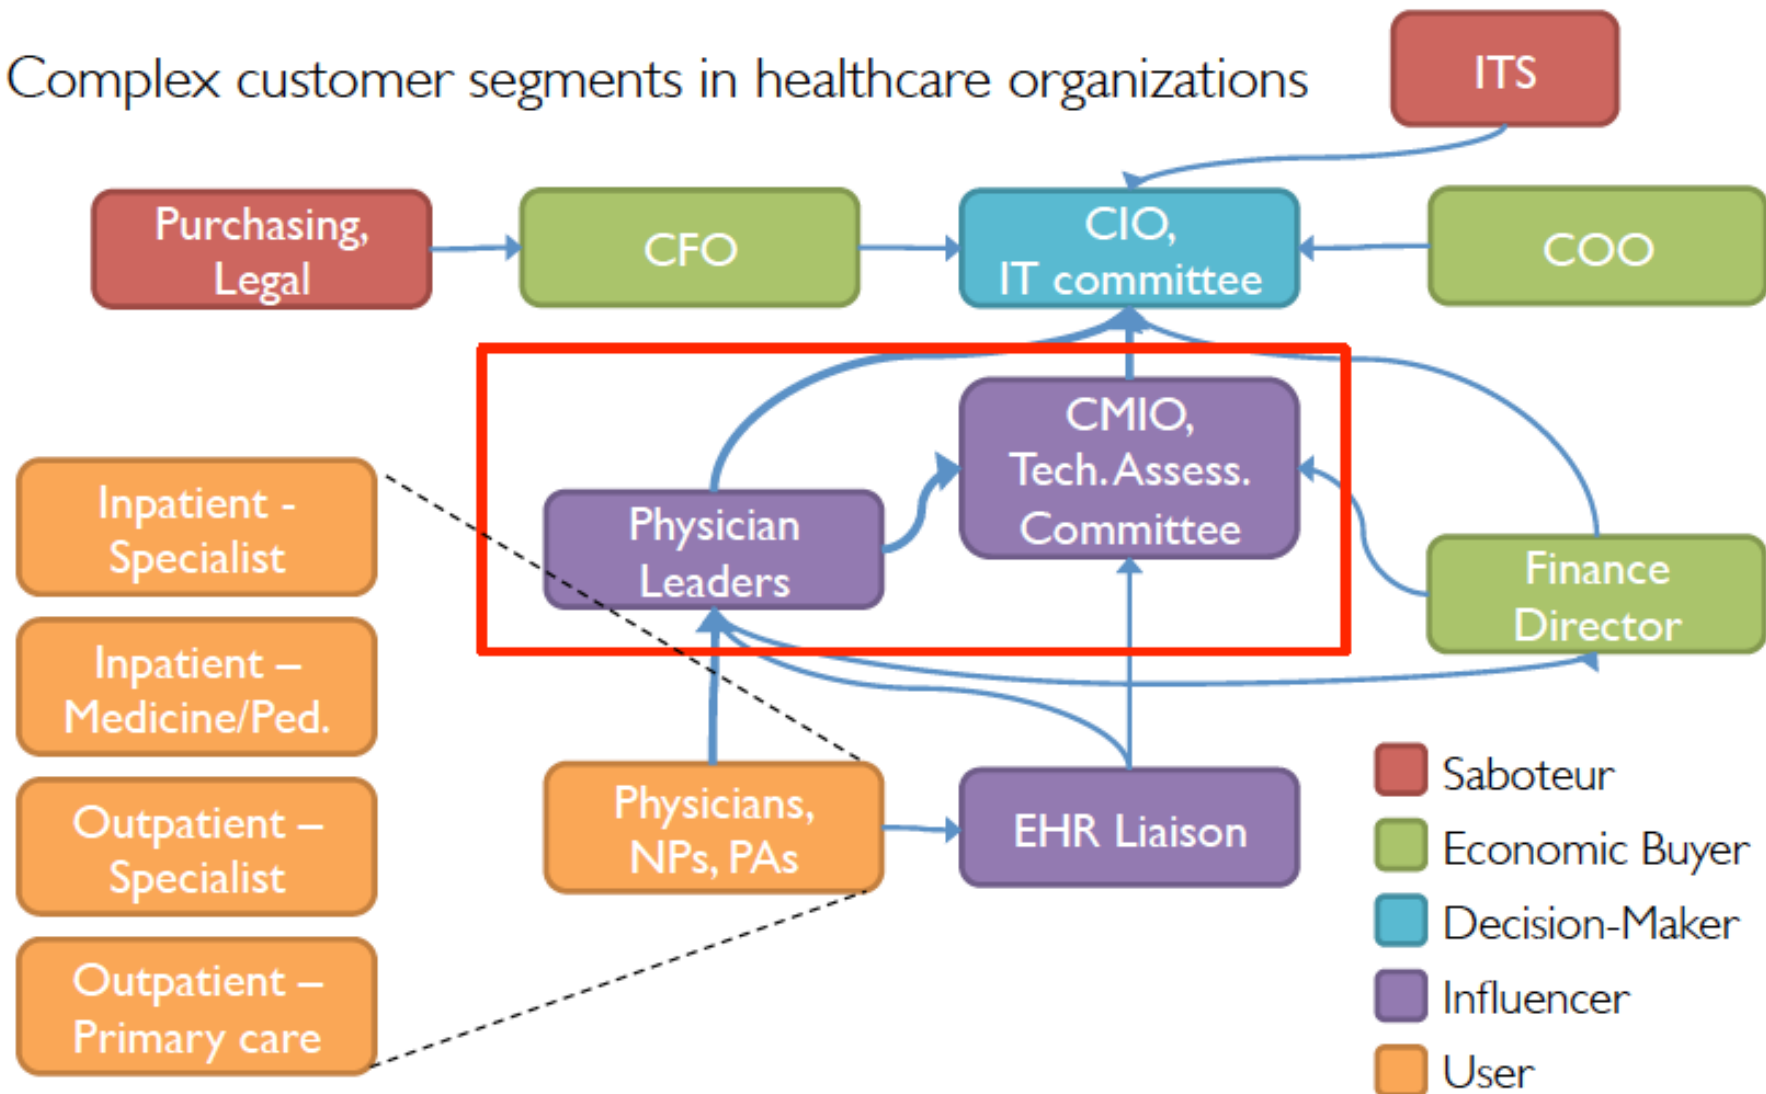 Complex customer segments in healthcare organizations
ITS
Purchasing,
Legal
CFO
CIO,
IT committee
COO
CMIO,
Tech. Assess.
Committee
Physician
Leaders
Finance
Director
Inpatient -
Specialist
Inpatient –
Medicine/Ped.
Outpatient –
Specialist
Outpatient –
Primary care
Physicians,
NPs, PAs
EHR Liaison
Saboteur
Economic Buyer
Decision-Maker
Influencer
User